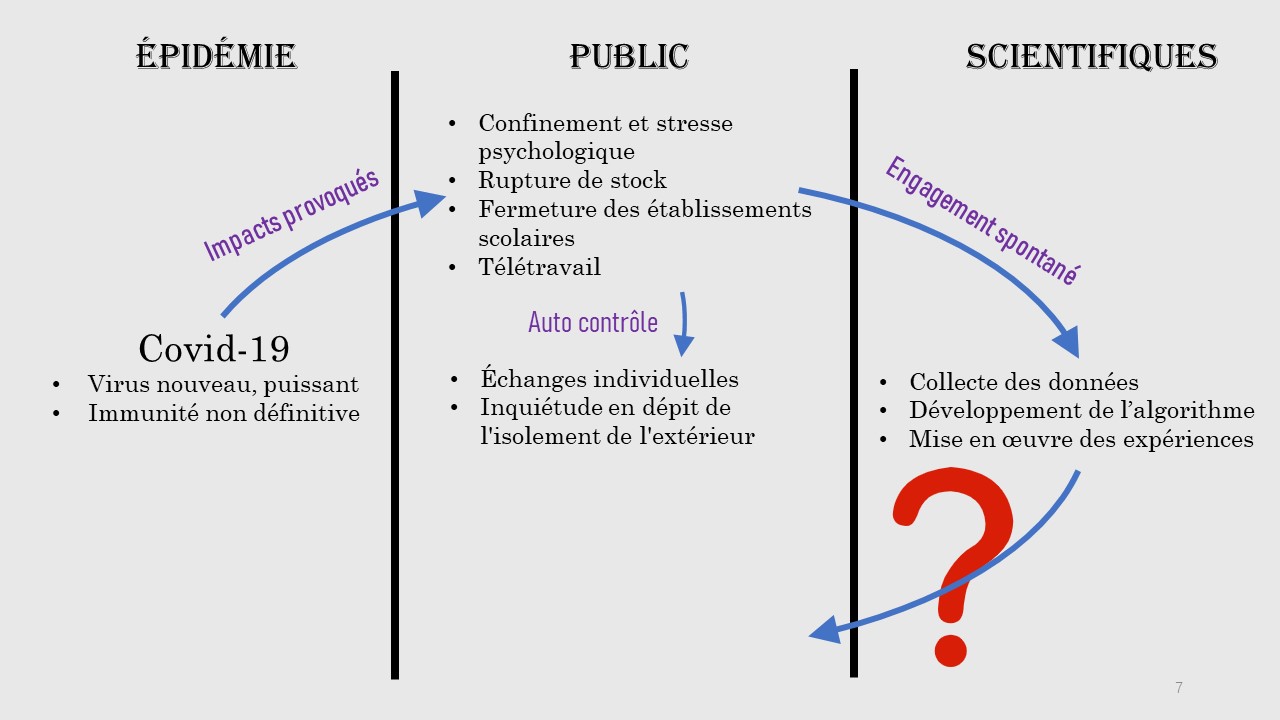 ÉPIDÉMIE
Impacts provoqués
Covid-19
• Virus nouveau, puissant
• Immunité non définitive
PUBLIC
• Confinement et stresse
psychologique
• Rupture de stock
• Fermeture des établissements
scolaires
• Télétravail
Auto contrôle
• Échanges individuelles
• Inquiétude en dépit de
l'isolement de l'extérieur
SCIENTIFIQUES
Engagement spontané
• Collecte des données
• Développement de l’algorithme
• Mise en œuvre des expériences
?
7